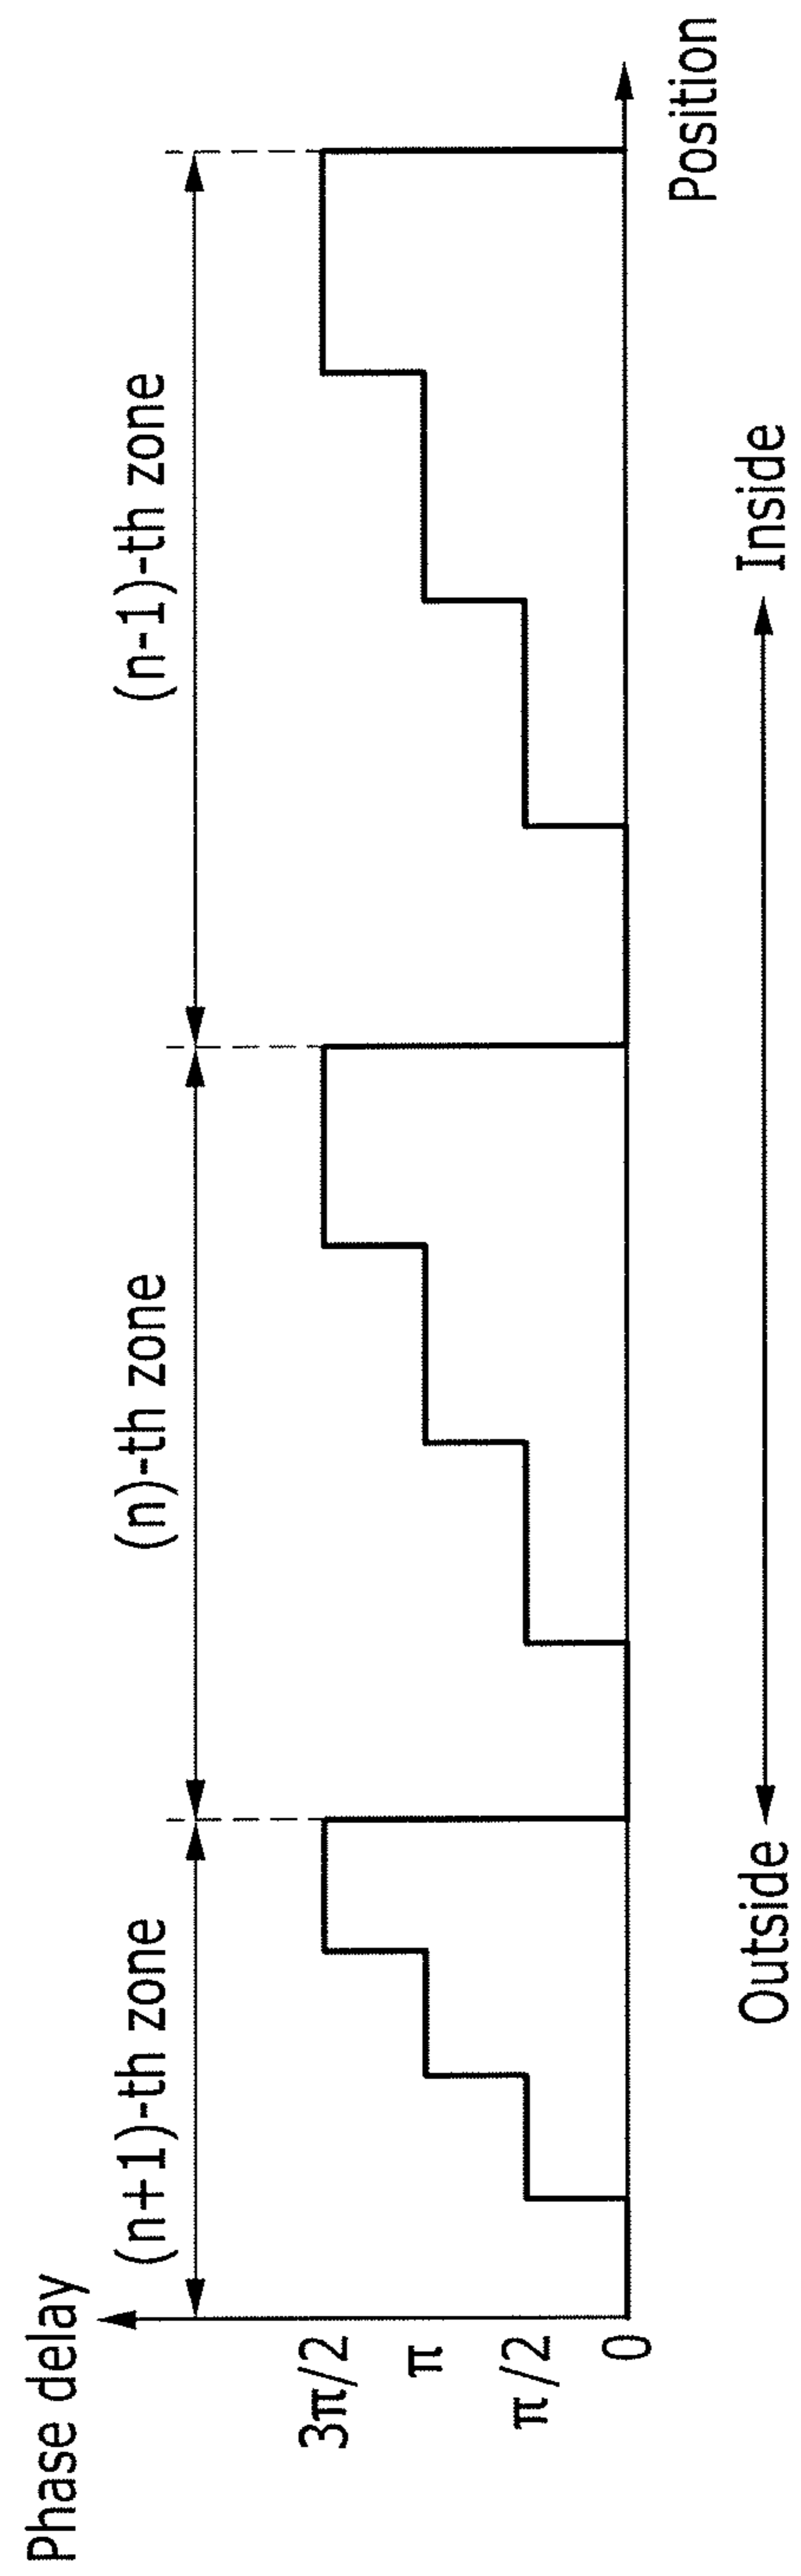 Phase delay
(n+1)-th zone
(n)-th zone
(n-1)-th zone
3π/2
π
π/2
0
Position
Outside
Inside